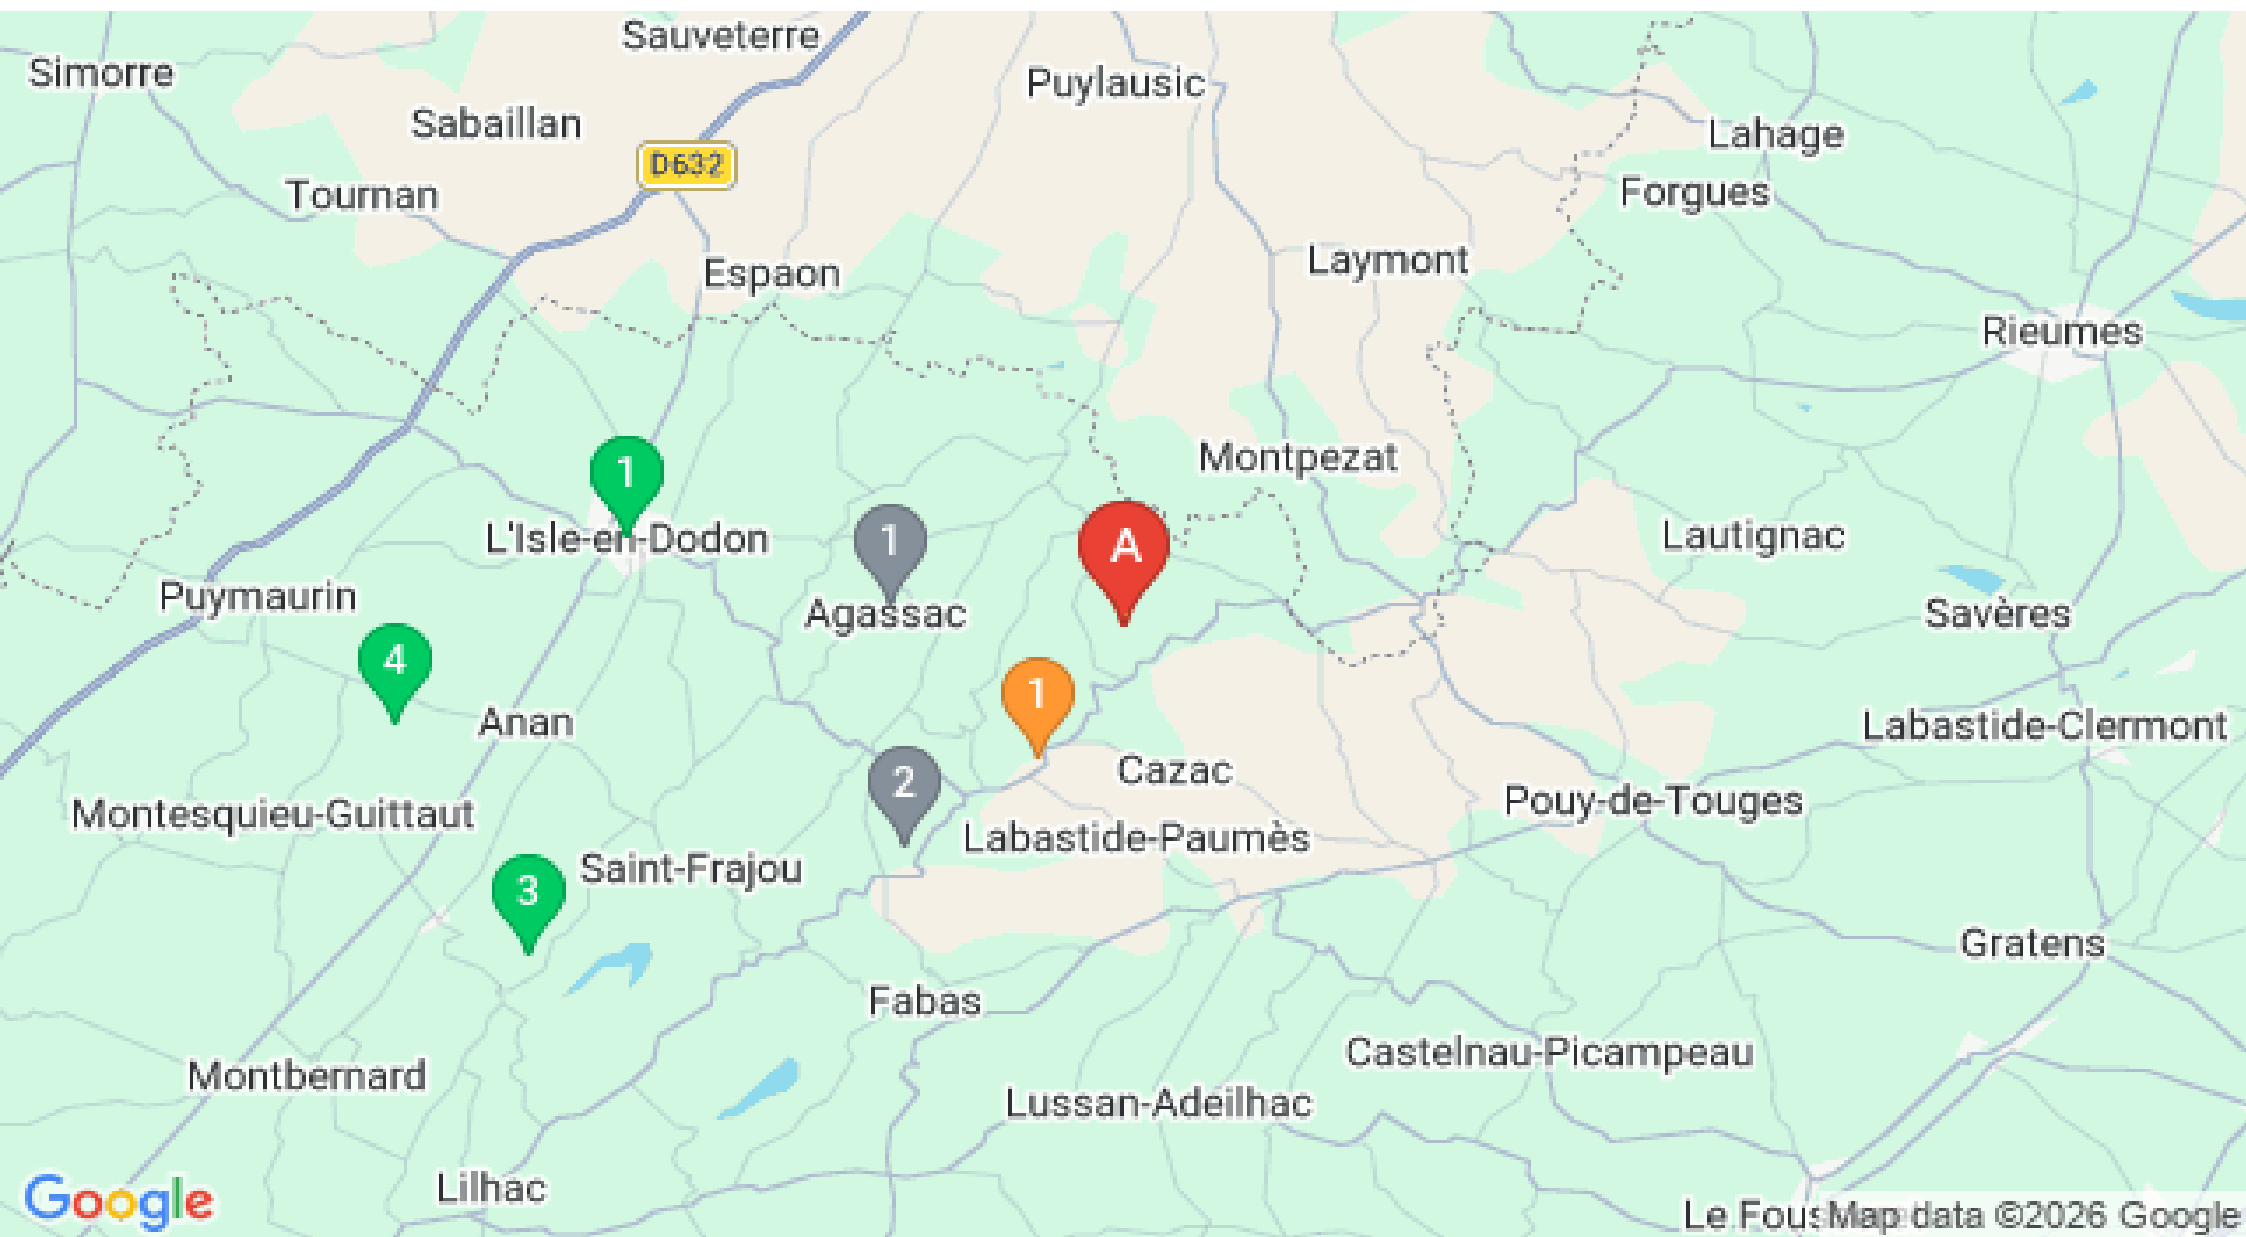 Sauveterre
Simorre
Puylausic
Sabaillan
Lahage
D632
Tournan
Forgues
Laymont
Espaon
Rieumes
Montpezat
1
L'Isle-en-Dodon
1
A
Lautignac
Puymaurin
Agassac
Savères
4
1
Anan
Labastide-Clermont
Cazac
2
Pouy-de-Touges
Montesquieu-Guittaut
Labastide-Paumès
Saint-Frajou
3
Gratens
Fabas
Castelnau-Picampeau
Montbernard
Lussan-Adeilhac
Lilhac
Google
Le Fous
Map data ©2026 Google